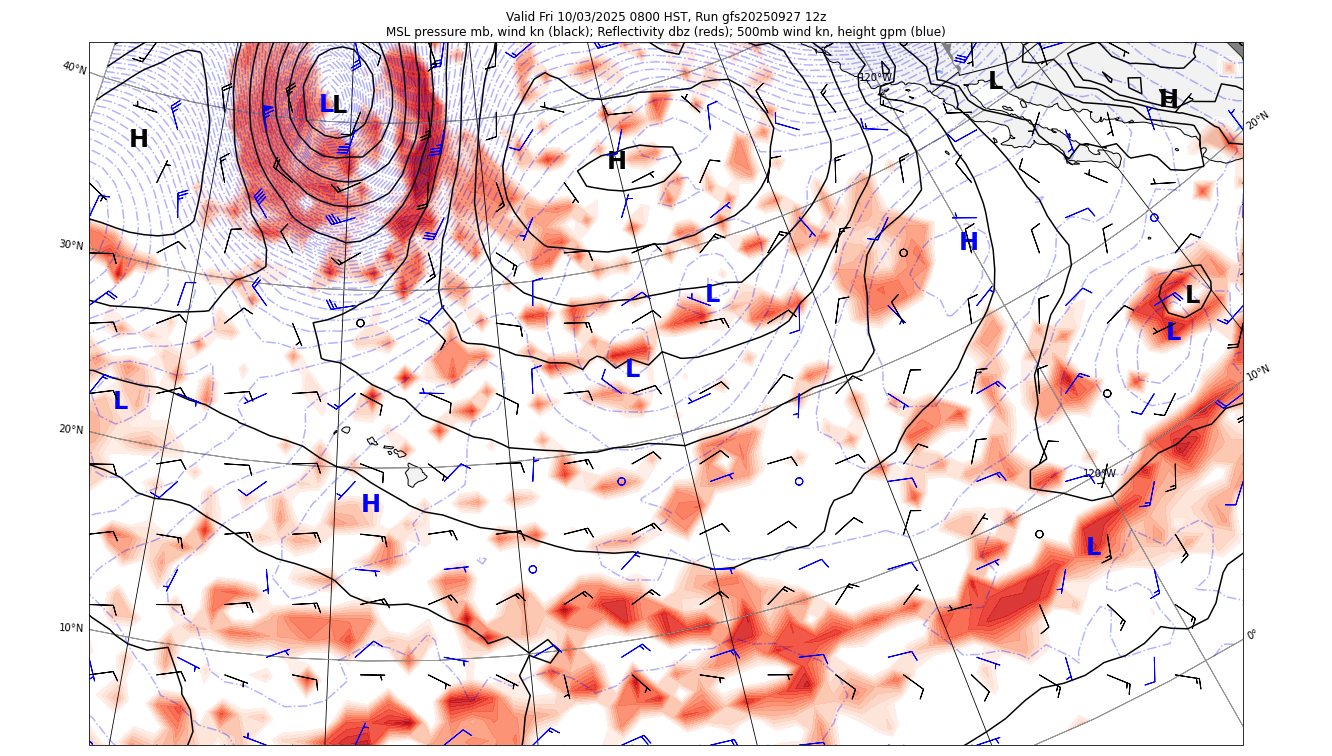 Valid Fri 10/03/2025 0800 HST, Run gfs20250927 12z
MSL pressure mb, wind kn (black); Reflectivity dbz (reds); 500mb wind kn, height gpm (blue)
40°N
120°W
L
H
L
L
20°N
H
H
30°N
H
L
L
L
L
10°N
L
20°N
120°W
H
L
10°N
0°